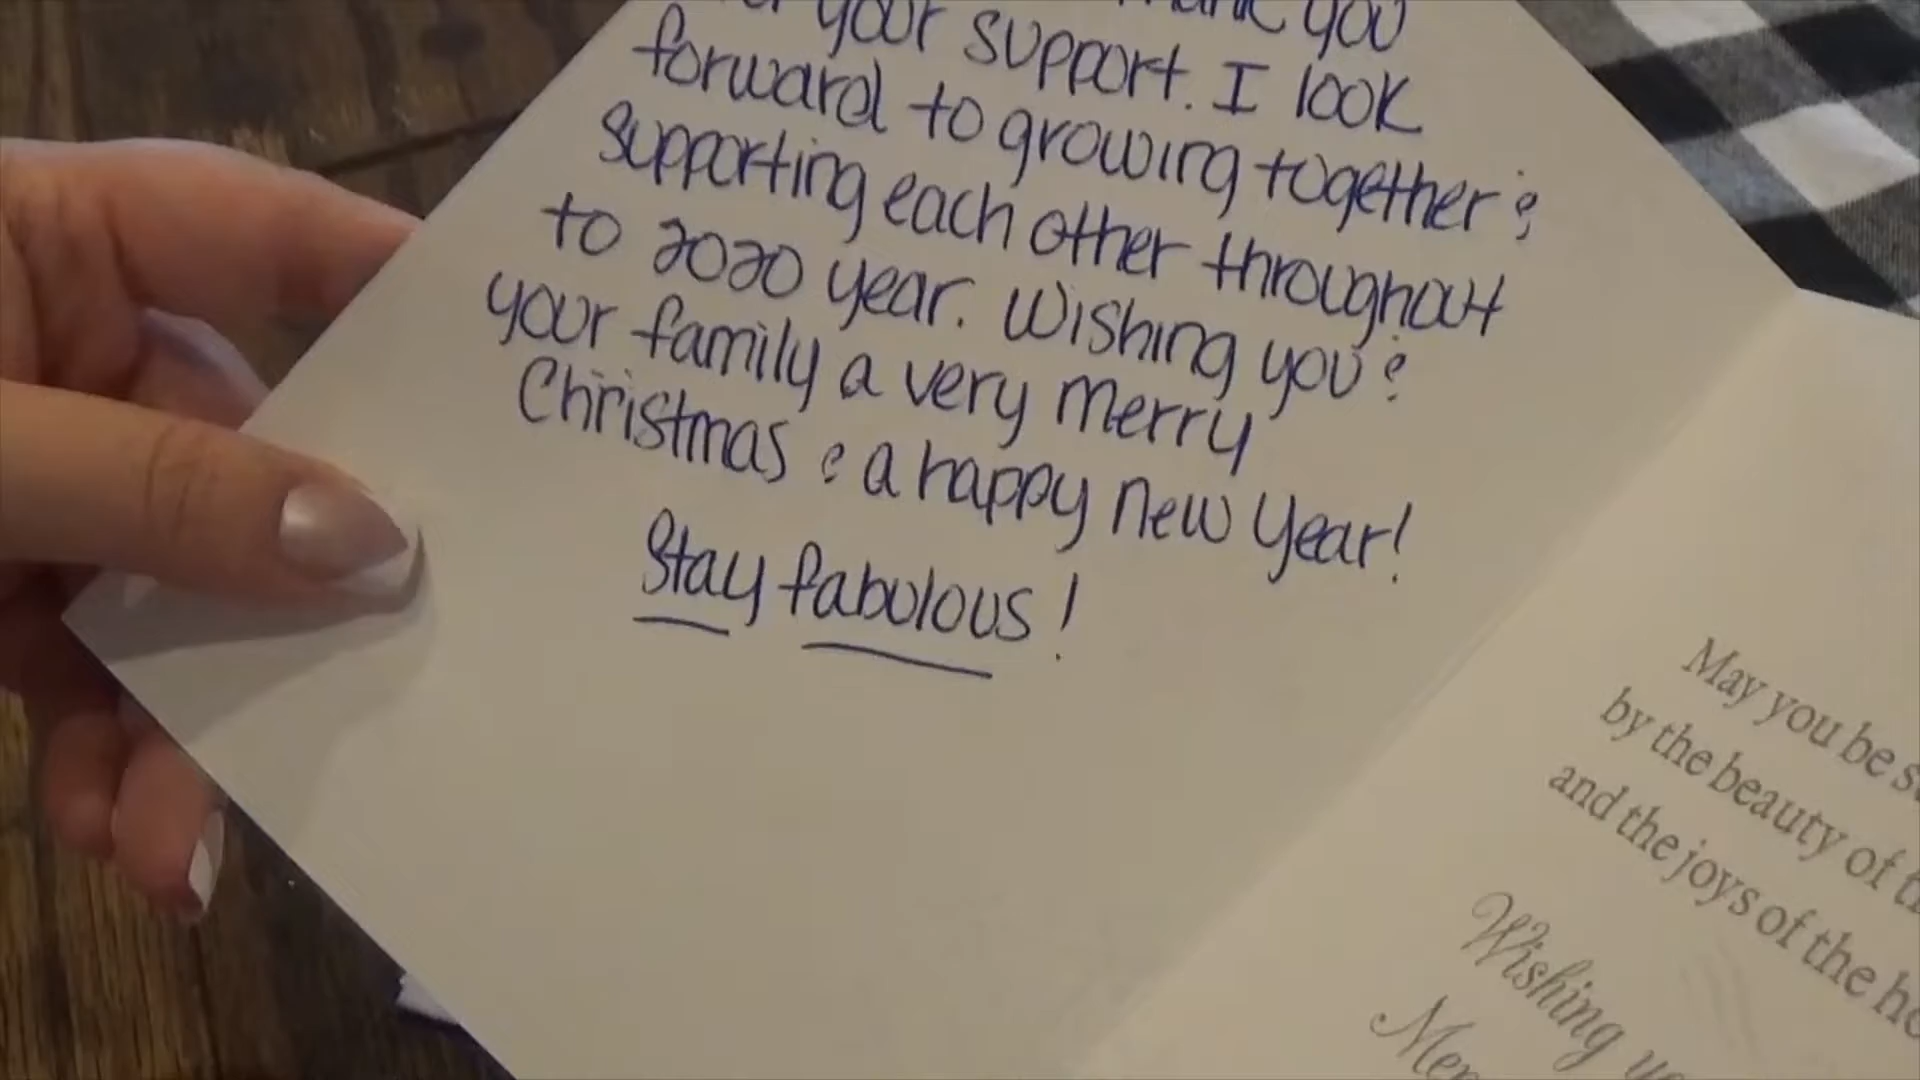 your support. I look
forward to growing together &
supporting each other throughout
to 2020 year. Wishing you &
your family a very merry
Christmas & a happy new year!
Stay fabulous!
May you be
by the beauty of
and the joys of the
Wishing